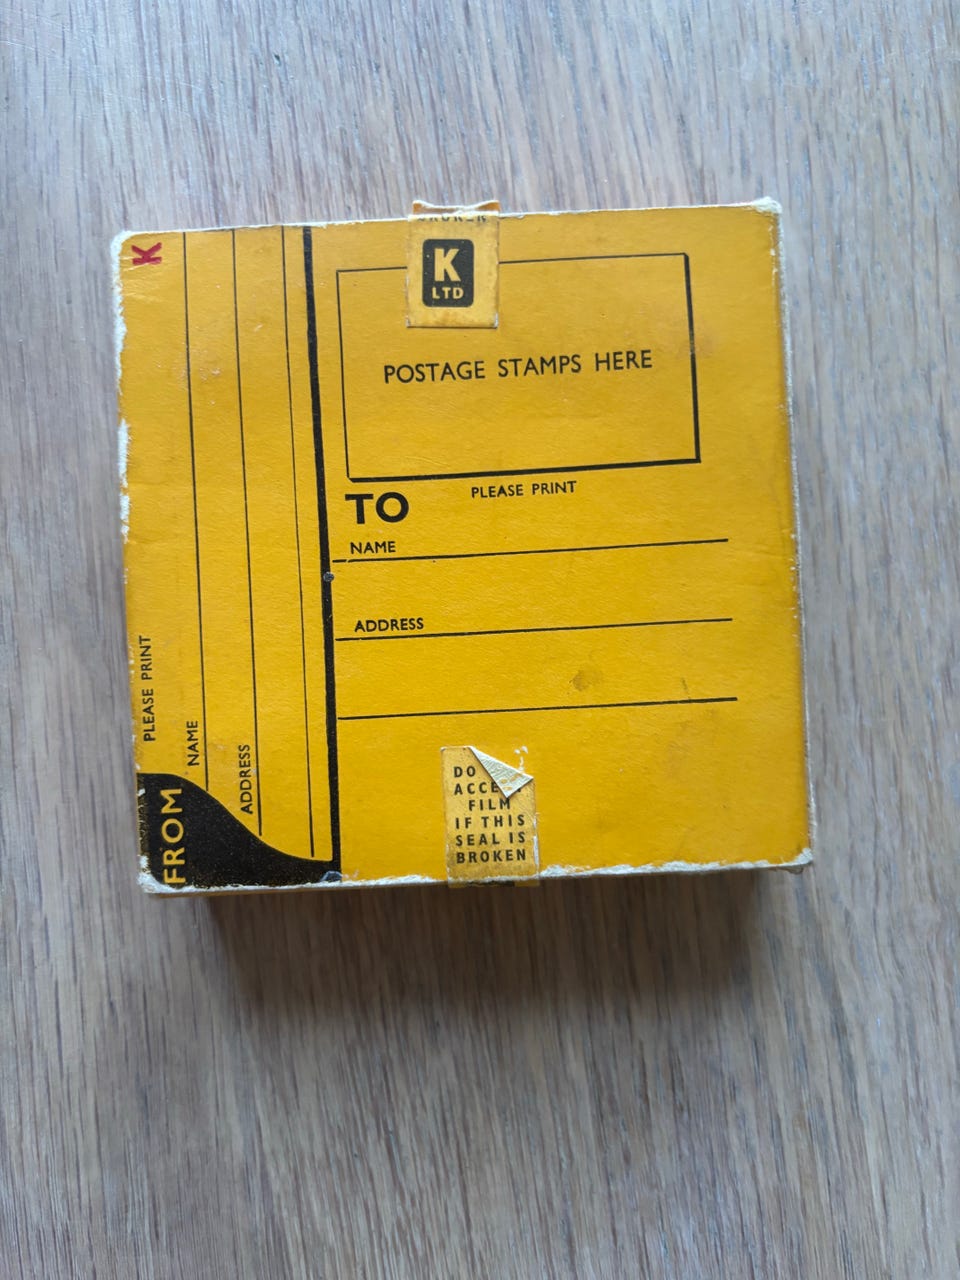 K
K
LTD
POSTAGE STAMPS HERE
TO
PLEASE PRINT
NAME
ADDRESS
FROM
PLEASE PRINT
NAME
ADDRESS
DO
FILM
IF THIS
SEAL IS
BROKEN